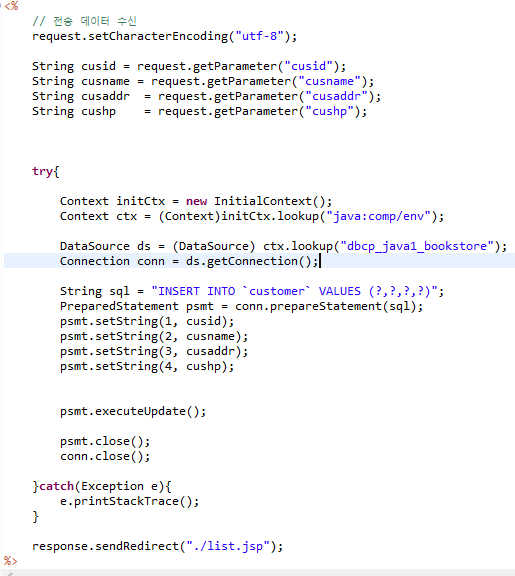 <%
// 전송 데이터 수신
request.setCharacterEncoding("utf-8");
String cusid = request.getParameter("cusid");
String cusname = request.getParameter("cusname");
String cusaddr  = request.getParameter("cusaddr");
String cushp    = request.getParameter("cushp");
try{
Context initCtx = new InitialContext();
Context ctx = (Context)initCtx.lookup("java:comp/env");
DataSource ds = (DataSource) ctx.lookup("dbcp_java1_bookstore");
Connection conn = ds.getConnection();
String sql = "INSERT INTO `customer` VALUES (?,?,?,?)";
PreparedStatement psmt = conn.prepareStatement(sql);
psmt.setString(1, cusid);
psmt.setString(2, cusname);
psmt.setString(3, cusaddr);
psmt.setString(4, cushp);
psmt.executeUpdate();
psmt.close();
conn.close();
}catch(Exception e){
e.printStackTrace();
}
response.sendRedirect("./list.jsp");
%>